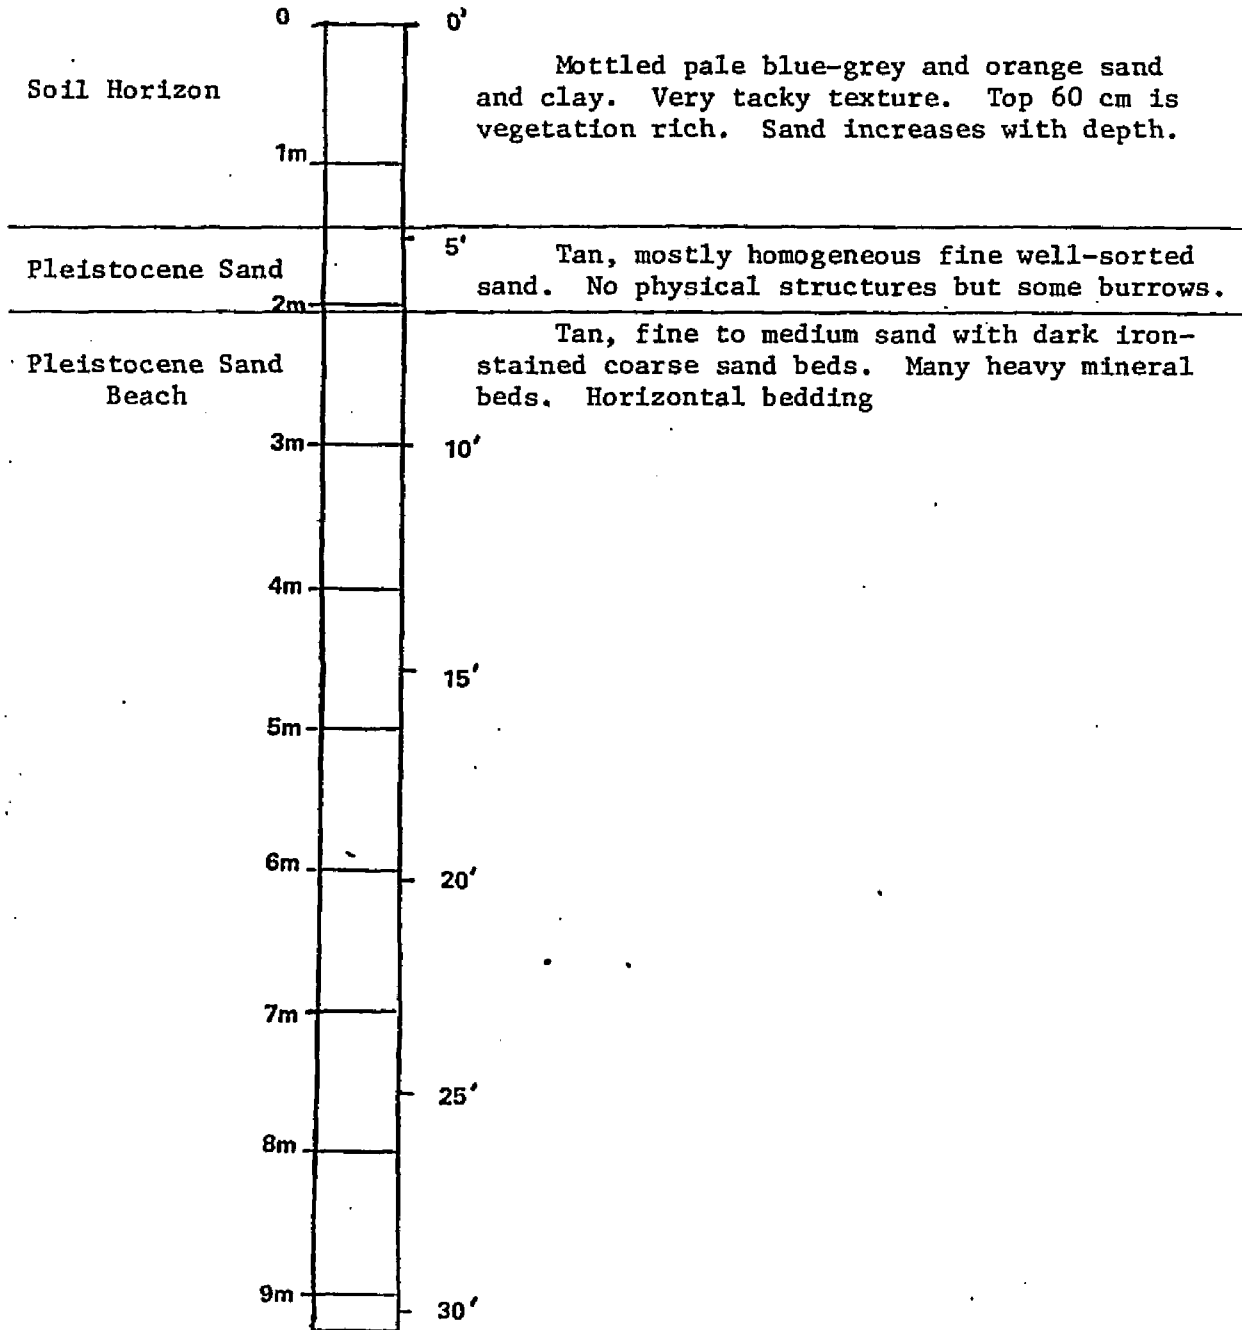 0 0'
Mottled pale blue-grey and orange sand
Soil Horizon and clay. Very tacky texture. Top 60 cm is
vegetation rich. Sand increases with depth.
1m
5' Tan, mostly homogeneous fine well-sorted
Pleistocene Sand sand. No physical structures but some burrows.
2m
Tan, fine to medium sand with dark iron-
Pleistocene Sand stained coarse sand beds. Many heavy mineral
Beach beds. Horizontal bedding
3m 10'
4m
15'
5m
6m 20'
7m
25'
8m
9m 30'